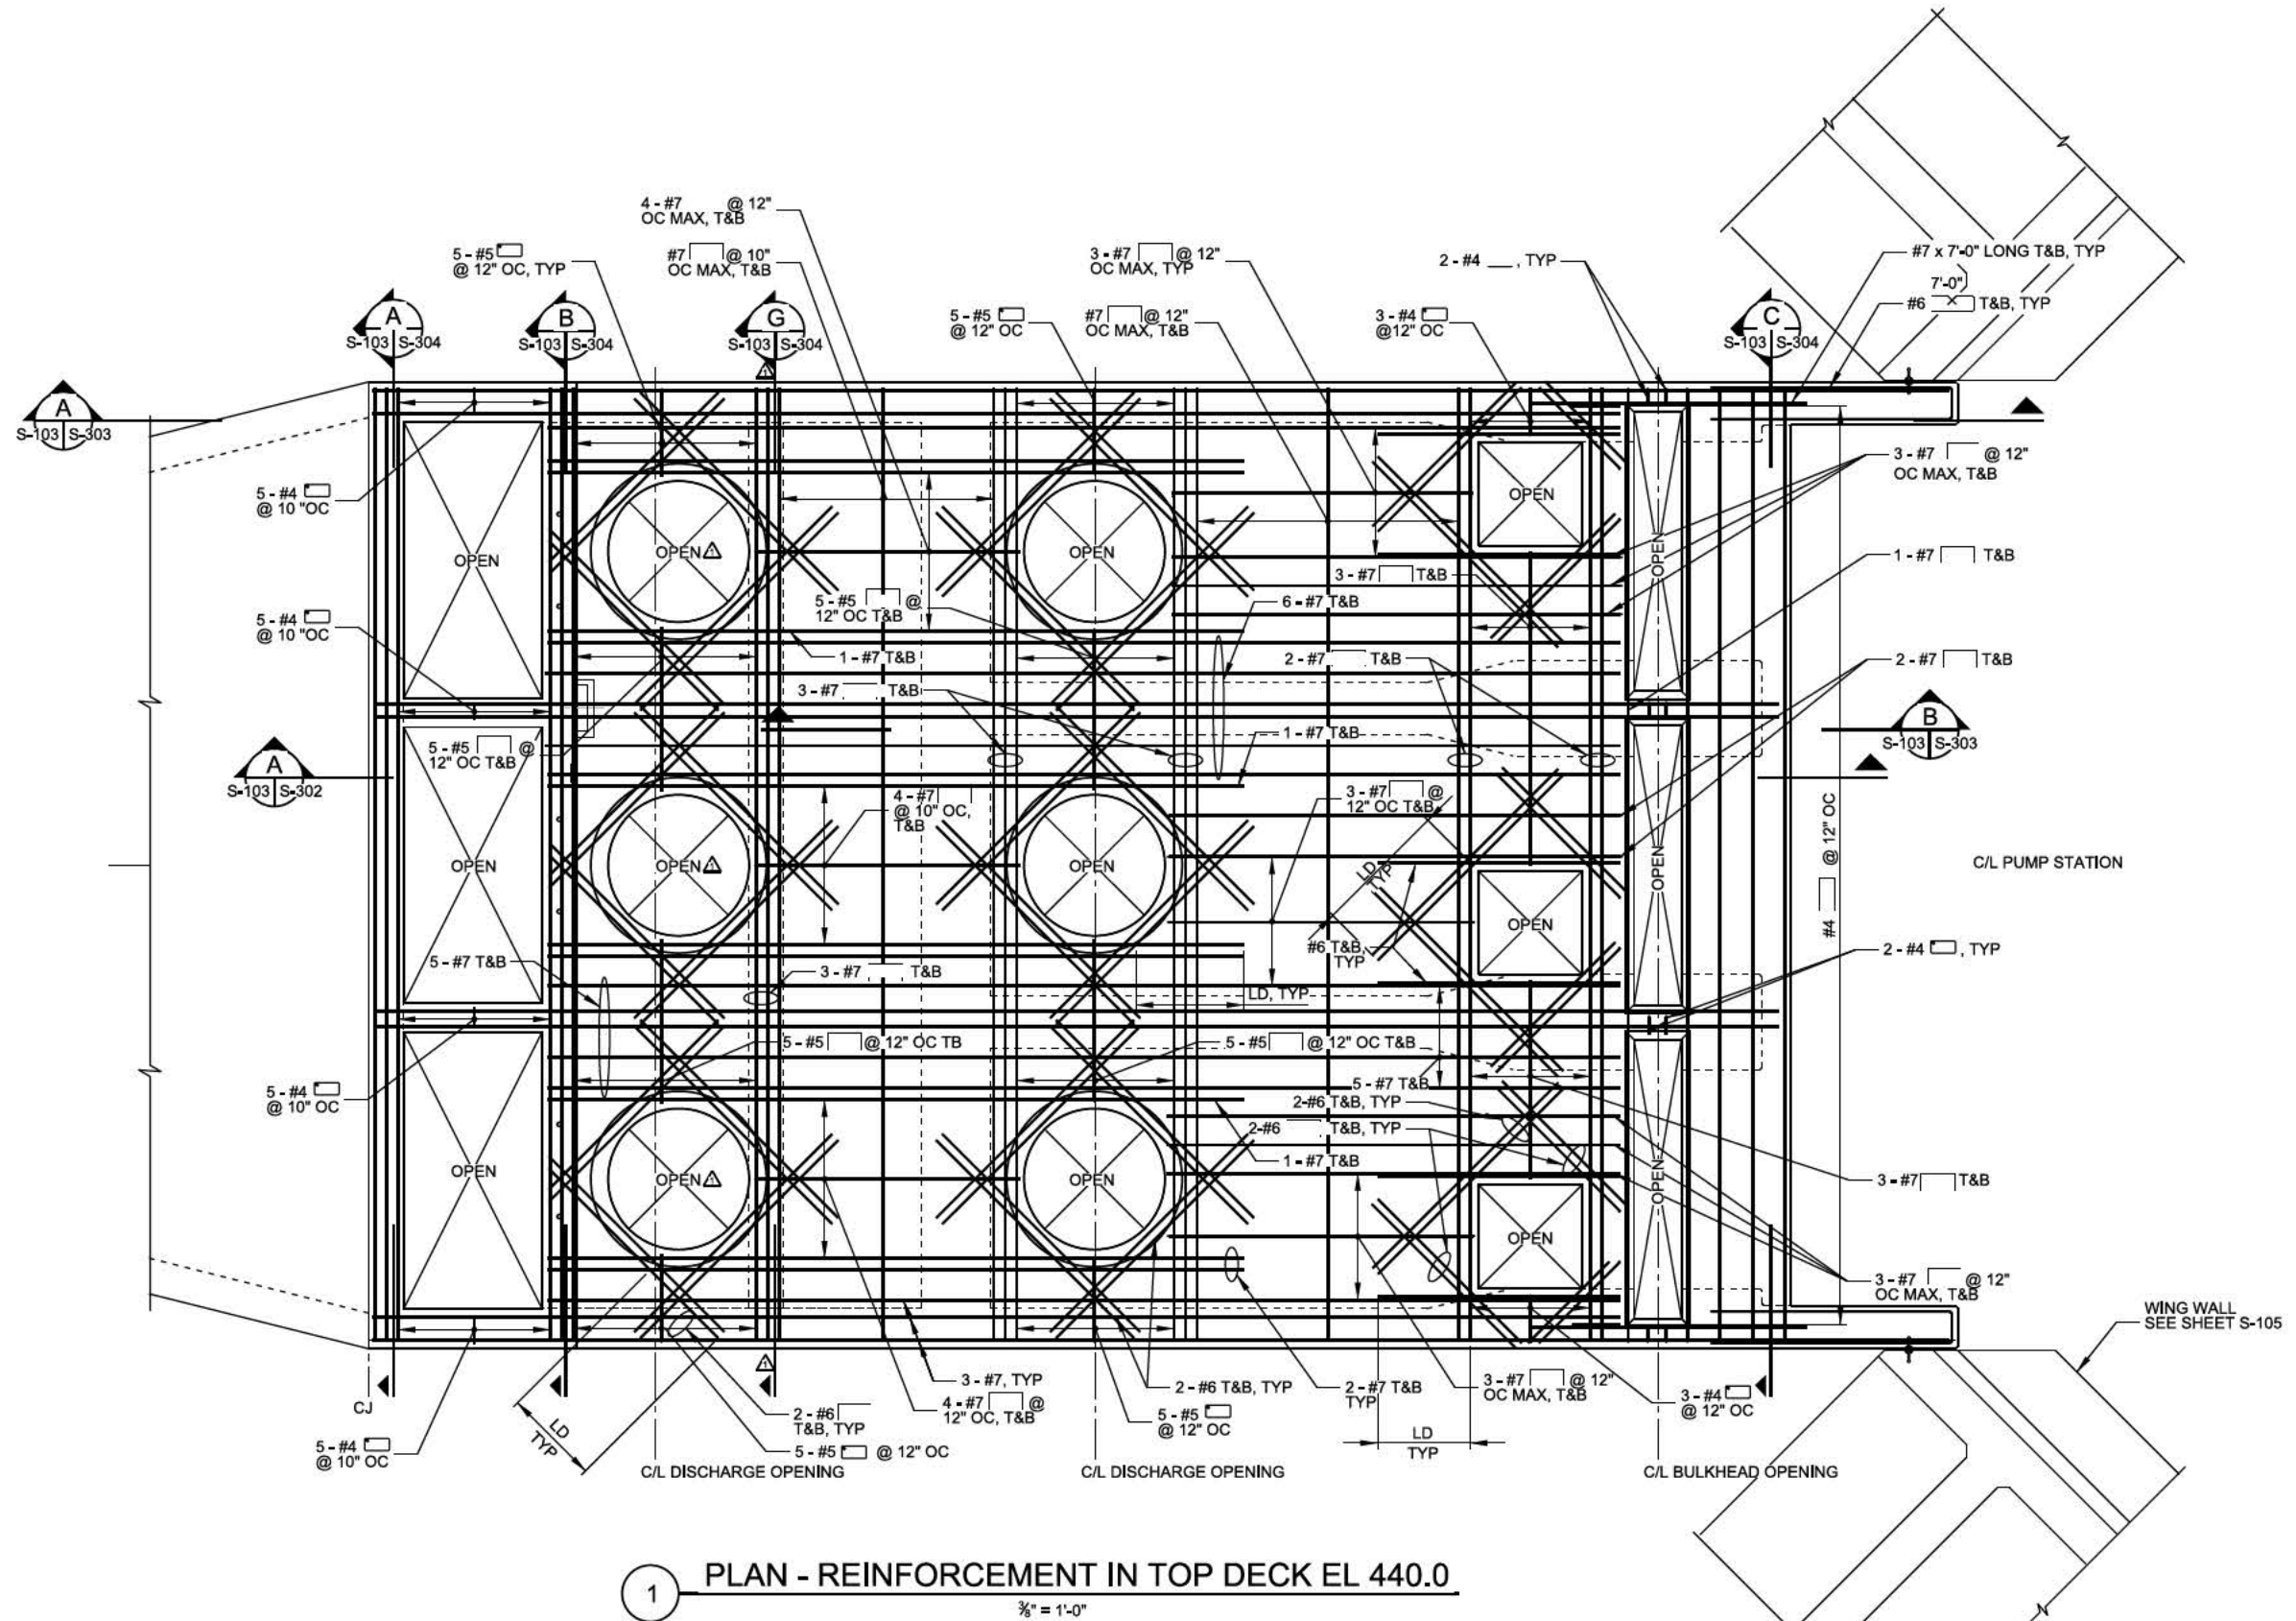 4 - #7 @ 12"
OC MAX, T&B
5 - #5
@ 12" OC, TYP
#7 @ 10"
OC MAX, T&B
3 - #7 @ 12"
OC MAX, TYP
2 - #4 , TYP
#7 x 7'-0" LONG T&B, TYP
7'-0"
#6 T&B, TYP
5 - #5
@ 12" OC
#7 @ 12"
OC MAX, T&B
3 - #4
@12" OC
A
S-103 S-304
B
S-103 S-304
G
S-103 S-304
1
C
S-103 S-304
A
S-103 S-303
3 - #7 @ 12"
OC MAX, T&B
5 - #4
@ 10 "OC
OPEN
OPEN 1
OPEN
OPEN
OPEN
1 - #7 T&B
3 - #7 T&B
5 - #5 @
12" OC T&B
6 - #7 T&B
5 - #4
@ 10 "OC
1 - #7 T&B
2 - #7 T&B
2 - #7 T&B
3 - #7 T&B
B
S-103 S-303
5 - #5 @
12" OC T&B
1 - #7 T&B
A
S-103 S-302
4 - #7
@ 10" OC,
T&B
3 - #7 @
12" OC T&B
#4 @ 12" OC
OPEN
OPEN 1
OPEN
LD
TYP
OPEN
OPEN
C/L PUMP STATION
#6 T&B,
TYP
2 - #4 , TYP
5 - #7 T&B
3 - #7 T&B
LD, TYP
5 - #5 @ 12" OC TB
5 - #5 @ 12" OC T&B
5 - #7 T&B
5 - #4
@ 10" OC
2-#6 T&B, TYP
2-#6 T&B, TYP
1 - #7 T&B
OPEN
OPEN 1
OPEN
OPEN
OPEN
3 - #7 T&B
3 - #7 @ 12"
OC MAX, T&B
WING WALL
SEE SHEET S-105
1
CJ
3 - #7, TYP
4 - #7 @
12" OC, T&B
2 - #6 T&B, TYP
2 - #7 T&B
TYP
3 - #7 @ 12"
OC MAX, T&B
3 - #4
@ 12" OC
2 - #6
T&B, TYP
5 - #5
@ 12" OC
LD
TYP
5 - #4
@ 10" OC
5 - #5 @ 12" OC
LD
TYP
C/L DISCHARGE OPENING
C/L DISCHARGE OPENING
C/L BULKHEAD OPENING
1
PLAN - REINFORCEMENT IN TOP DECK EL 440.0
⅜" = 1'-0"